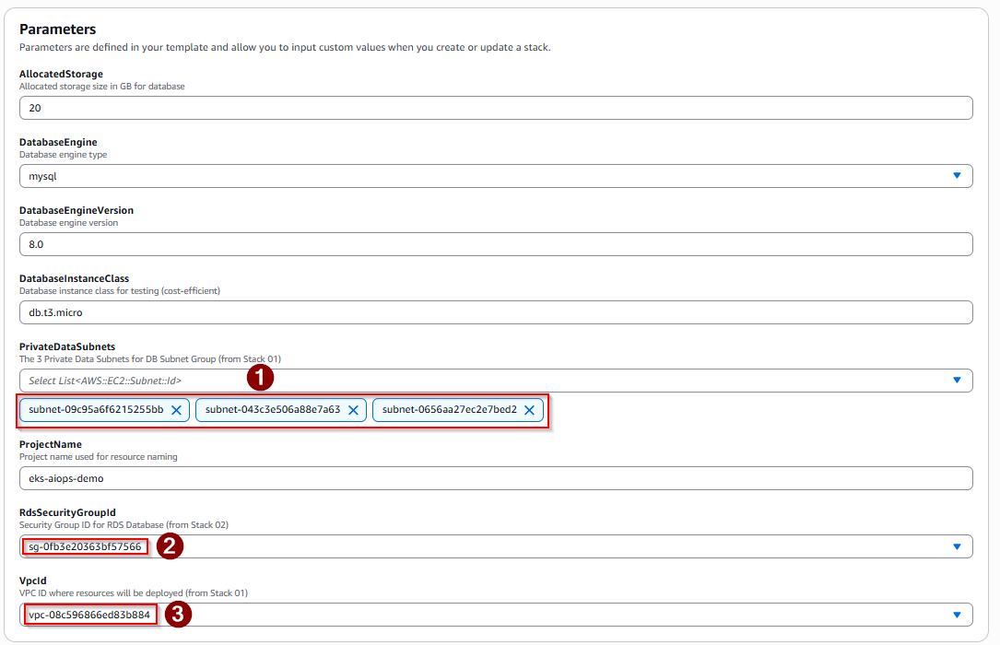 Parameters
Parameters are defined in your template and allow you to input custom values when you create or update a stack.
AllocatedStorage
Allocated storage size in GB for database
20
DatabaseEngine
Database engine type
mysql
DatabaseEngineVersion
Database engine version
8.0
DatabaseInstanceClass
Database instance class for testing (cost-efficient)
db.t3.micro
PrivateDataSubnets
The 3 Private Data Subnets for DB Subnet Group (from Stack 01)
Select List<AWS::EC2::Subnet::Id>
1
subnet-09c95a6f6215255bb subnet-043c3e506a88e7a63 subnet-0656aa27ec2e7bed2
ProjectName
Project name used for resource naming
eks-aiops-demo
RdsSecurityGroupId
Security Group ID for RDS Database (from Stack 02)
sg-0fb3e20363bf57566 2
VpcId
VPC ID where resources will be deployed (from Stack 01)
vpc-08c596866ed83b884 3